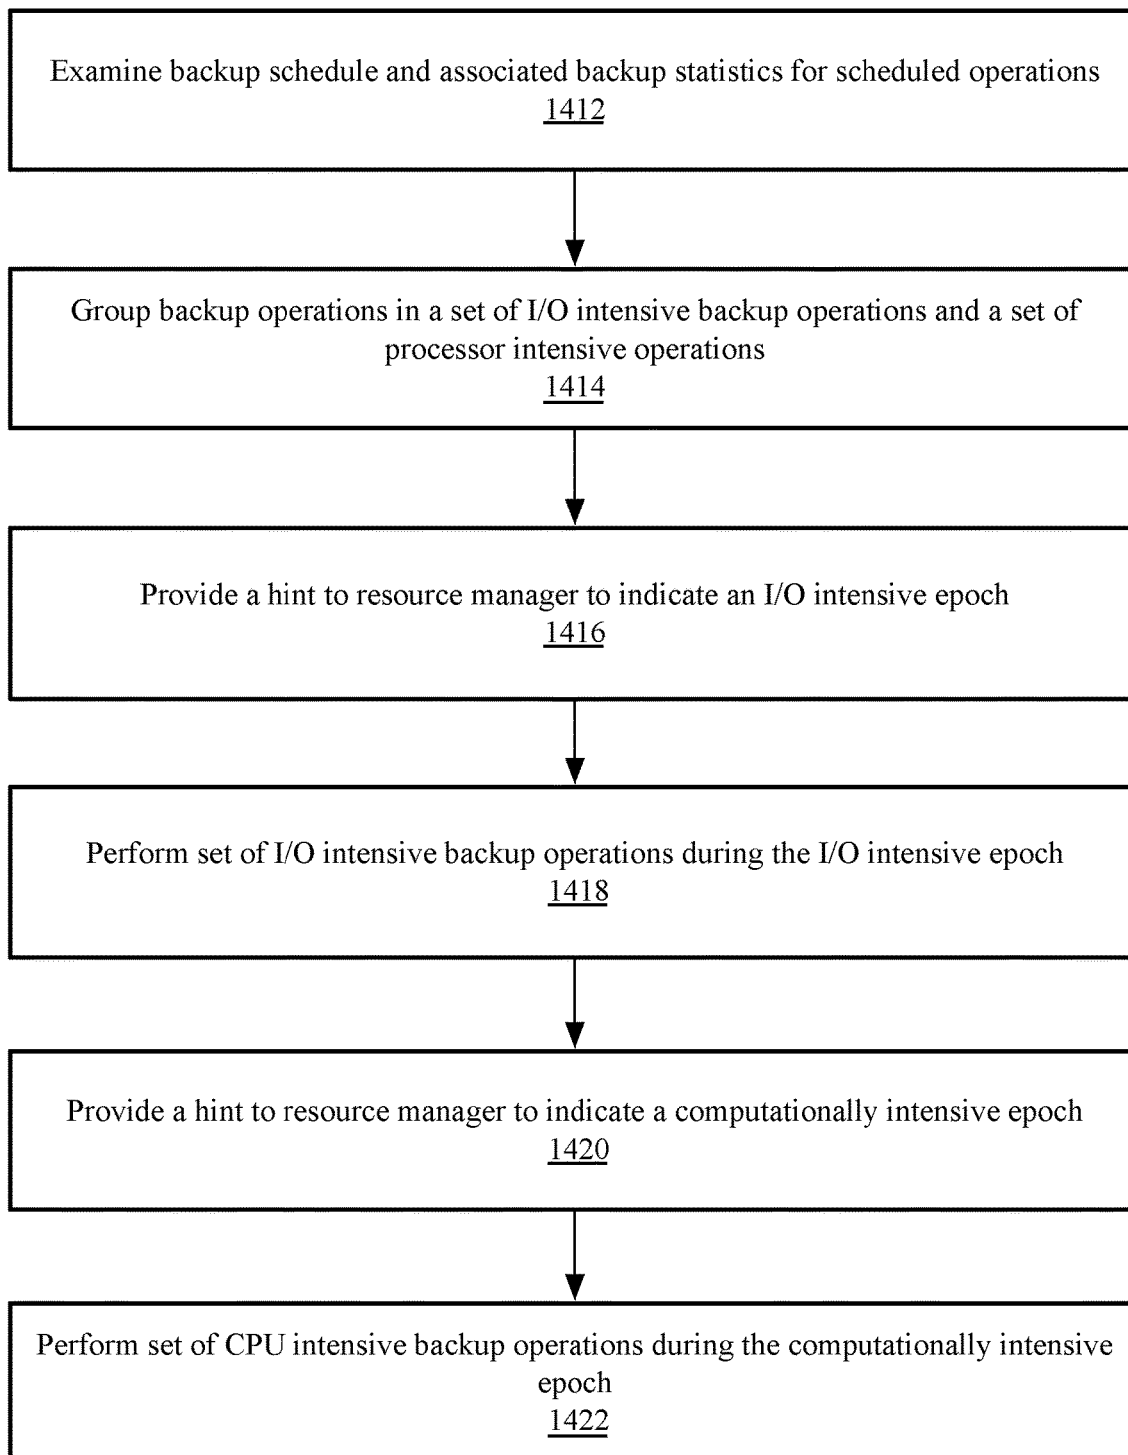 Examine backup schedule and associated backup statistics for scheduled operations
1412
Group backup operations in a set of I/O intensive backup operations and a set of
processor intensive operations
1414
Provide a hint to resource manager to indicate an I/O intensive epoch
1416
Perform set of I/O intensive backup operations during the I/O intensive epoch
1418
Provide a hint to resource manager to indicate a computationally intensive epoch
1420
Perform set of CPU intensive backup operations during the computationally intensive
epoch
1422